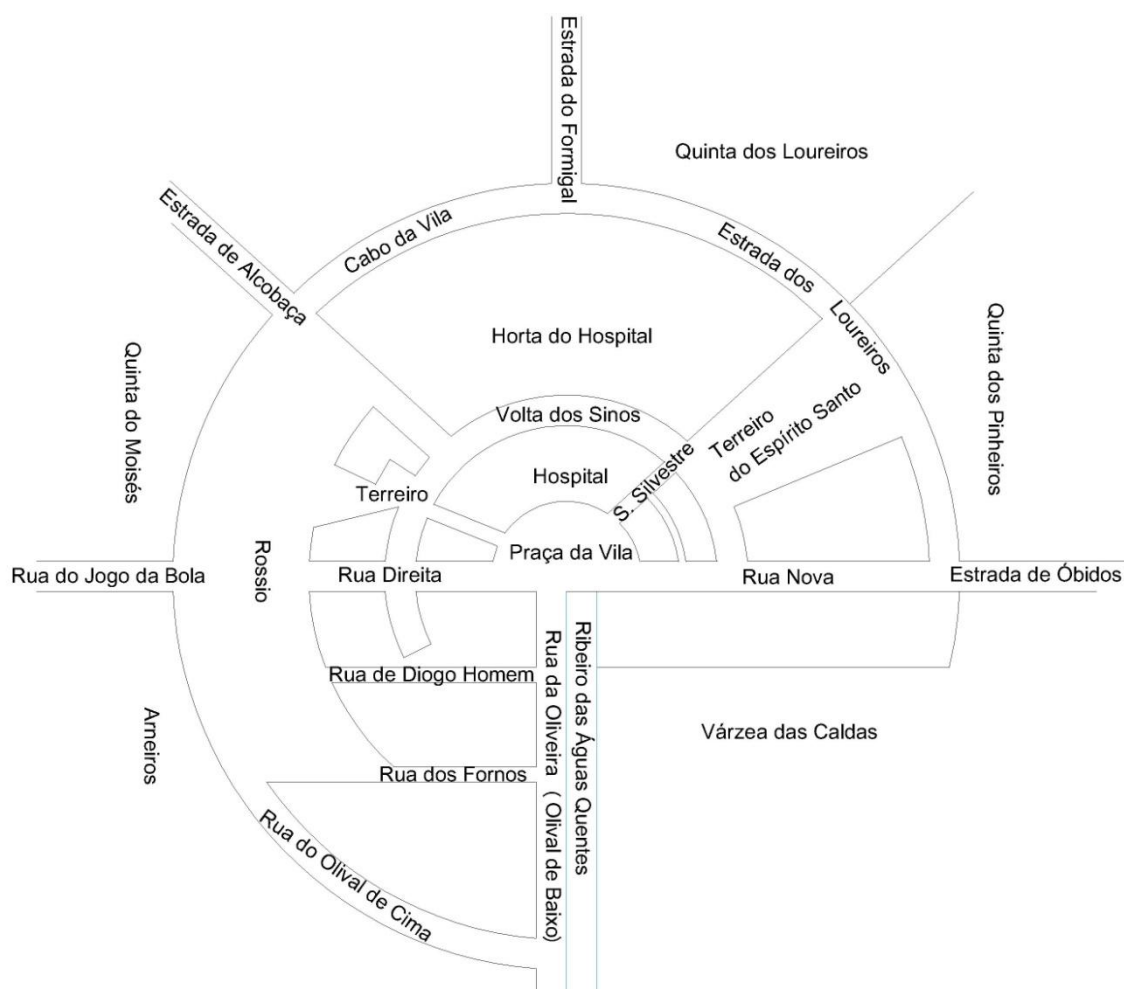 Estrada do Formigal
Quinta dos Loureiros
Estrada de Alcobaça
Cabo da Vila
Estrada dos
Loureiros
Horta do Hospital
Quinta do Moisés
Quinta dos Pinheiros
Volta dos Sinos
Terreiro
do Espírito Santo
Hospital
S. Silvestre
Terreiro
Praça da Vila
Rossio
Rua do Jogo da Bola
Rua Direita
Rua Nova
Estrada de Óbidos
Rua de Diogo Homem
Rua da Oliveira ( Olival de Baixo)
Ribeiro das Águas Quentes
Arneiros
Várzea das Caldas
Rua dos Fornos
Rua do Olival de Cima